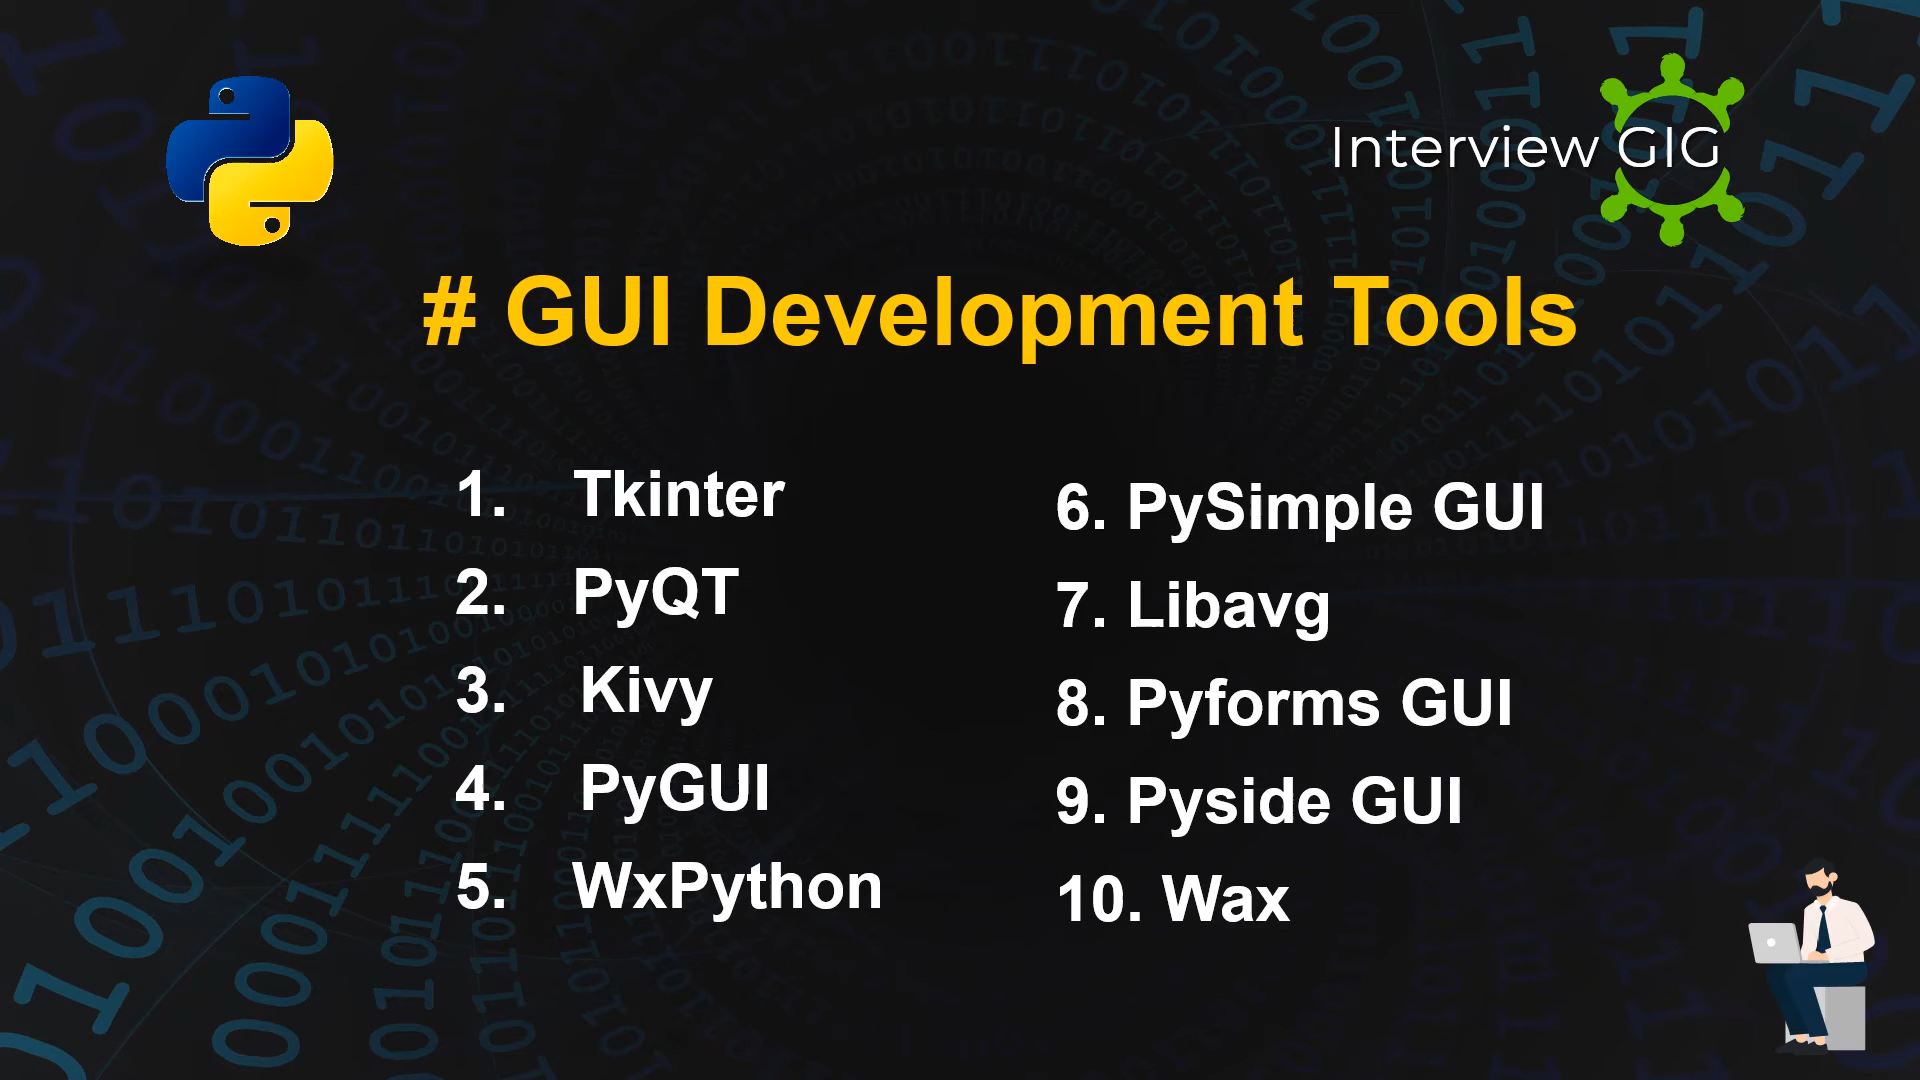 Interview GIG
# GUI Development Tools
1. Tkinter
2. PyQT
3. Kivy
4. PyGUI
5. WxPython
6. PySimple GUI
7. Libavg
8. Pyforms GUI
9. Pyside GUI
10. Wax